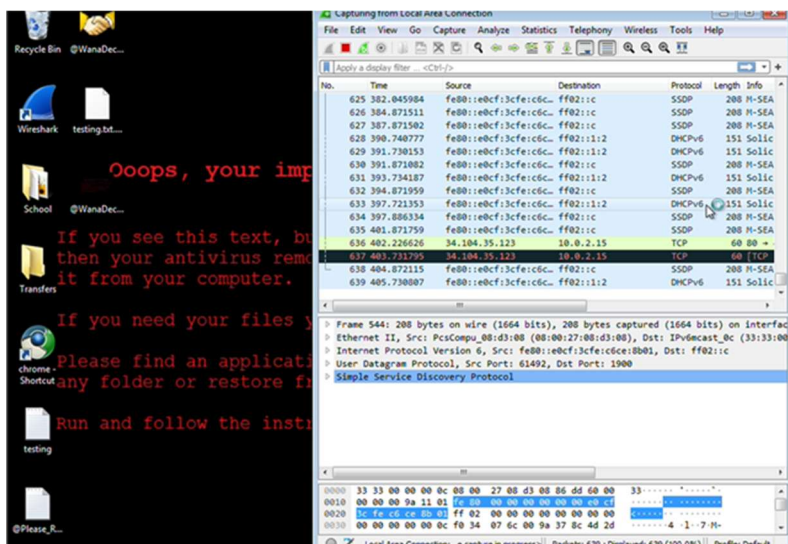 Recycle Bin
@WanaDec...
Wireshark
testing.txt....
Ooops, your imp
School
@WanaDec...
If you see this text, bu
then your antivirus remo
it from your computer.
Transfers
If you need your files y
chrome -
Shortcut
Please find an applicati
any folder or restore fr
Run and follow the instr
testing
@Please_R...
Capturing from Local Area Connection
File Edit View Go Capture Analyze Statistics Telephony Wireless Tools Help
Apply a display filter ... <Ctrl-/>
No. Time Source Destination Protocol Length Info
625 382.045984 fe80::e0cf:3cfe:c6c… ff02::c SSDP 208 M-SEA
626 384.871511 fe80::e0cf:3cfe:c6c… ff02::c SSDP 208 M-SEA
627 387.871502 fe80::e0cf:3cfe:c6c… ff02::c SSDP 208 M-SEA
628 390.740777 fe80::e0cf:3cfe:c6c… ff02::1:2 DHCPv6 151 Solic
629 391.730153 fe80::e0cf:3cfe:c6c… ff02::1:2 DHCPv6 151 Solic
630 391.871082 fe80::e0cf:3cfe:c6c… ff02::c SSDP 208 M-SEA
631 393.734187 fe80::e0cf:3cfe:c6c… ff02::1:2 DHCPv6 151 Solic
632 394.871959 fe80::e0cf:3cfe:c6c… ff02::c SSDP 208 M-SEA
633 397.721353 fe80::e0cf:3cfe:c6c… ff02::1:2 DHCPv6 151 Solic
634 397.886334 fe80::e0cf:3cfe:c6c… ff02::c SSDP 208 M-SEA
635 401.871759 fe80::e0cf:3cfe:c6c… ff02::c SSDP 208 M-SEA
636 402.226626 34.104.35.123 10.0.2.15 TCP 60 80 →
637 403.731795 34.104.35.123 10.0.2.15 TCP 60 [TCP
638 404.872115 fe80::e0cf:3cfe:c6c… ff02::c SSDP 208 M-SEA
639 405.730807 fe80::e0cf:3cfe:c6c… ff02::1:2 DHCPv6 151 Solic
Frame 544: 208 bytes on wire (1664 bits), 208 bytes captured (1664 bits) on interfac
Ethernet II, Src: PcsCompu_08:d3:08 (08:00:27:08:d3:08), Dst: IPv6mcast_0c (33:33:00
Internet Protocol Version 6, Src: fe80::e0cf:3cfe:c6ce:8b01, Dst: ff02::c
User Datagram Protocol, Src Port: 61492, Dst Port: 1900
Simple Service Discovery Protocol
0000 33 33 00 00 00 0c 08 00 27 08 d3 08 86 dd 60 00 33······ '·····`·
0010 00 00 00 9a 11 01 fe 80 00 00 00 00 00 00 e0 cf ········ ········
0020 3c fe c6 ce 8b 01 ff 02 00 00 00 00 00 00 00 00 <······· ········
0030 00 00 00 00 00 0c f0 34 07 6c 00 9a 37 8c 4d 2d ·······4 ·l··7·M-